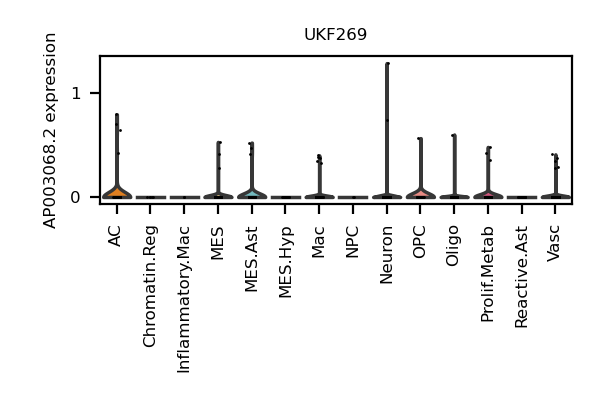 UKF269
AP003068.2 expression
1
0
AC
Chromatin.Reg
Inflammatory.Mac
MES
MES.Ast
MES.Hyp
Mac
NPC
Neuron
OPC
Oligo
Prolif.Metab
Reactive.Ast
Vasc